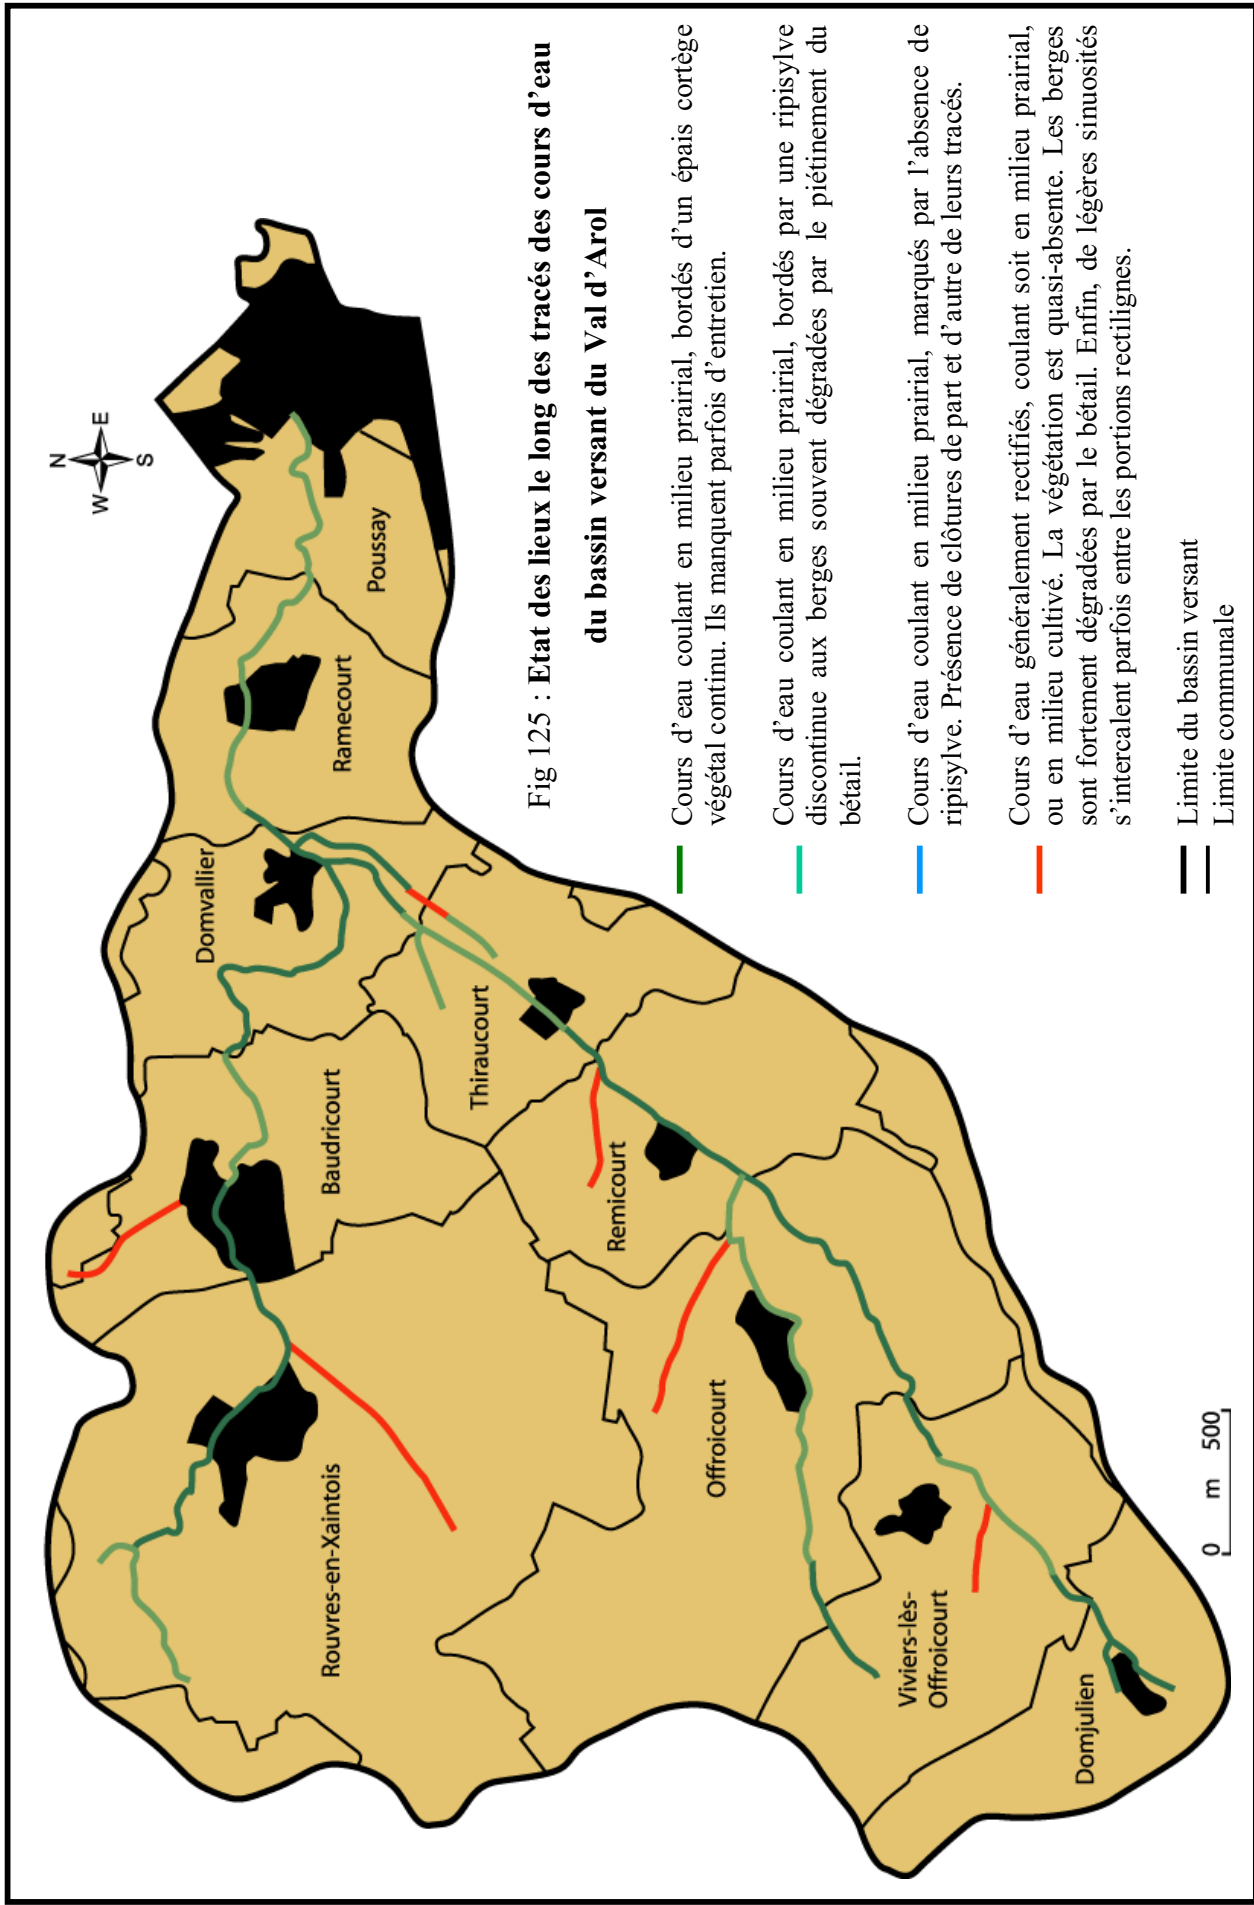 N
W E
S
Poussay
Ramecourt
Domvallier
Thiraucourt
Baudricourt
Remicourt
Rouvres-en-Xaintois
Offroicourt
Viviers-lès-
Offroicourt
Domjulien
0 m 500
Fig 125 : Etat des lieux le long des tracés des cours d’eau
du bassin versant du Val d’Arol
Cours d’eau coulant en milieu prairial, bordés d’un épais cortège
végétal continu. Ils manquent parfois d’entretien.
Cours d’eau coulant en milieu prairial, bordés par une ripisylve
discontinue aux berges souvent dégradées par le piétinement du
bétail.
Cours d’eau coulant en milieu prairial, marqués par l’absence de
ripisylve. Présence de clôtures de part et d’autre de leurs tracés.
Cours d’eau généralement rectifiés, coulant soit en milieu prairial,
ou en milieu cultivé. La végétation est quasi-absente. Les berges
sont fortement dégradées par le bétail. Enfin, de légères sinuosités
s’intercalent parfois entre les portions rectilignes.
Limite du bassin versant
Limite communale